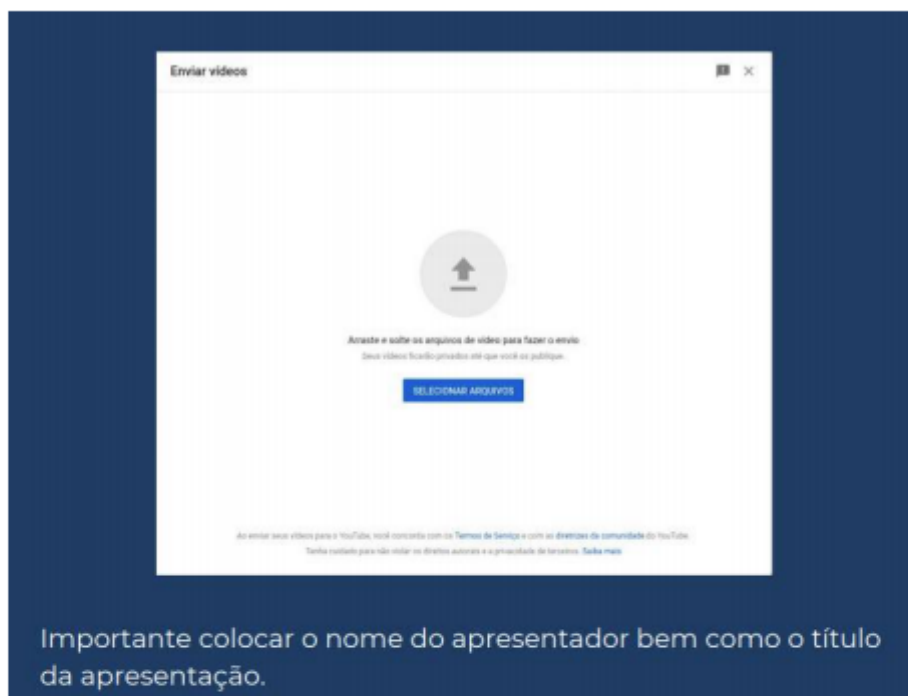 Enviar vídeos
Arraste e solte os arquivos de vídeo para fazer o envio
Seus vídeos ficarão privados até que você os publique.
SELECIONAR ARQUIVOS
Ao enviar seus vídeos para o YouTube, você concorda com os Termos de Serviço e com as diretrizes da comunidade do YouTube.
Tenha cuidado para não violar os direitos autorais e a privacidade de terceiros. Saiba mais
Importante colocar o nome do apresentador bem como o título
da apresentação.